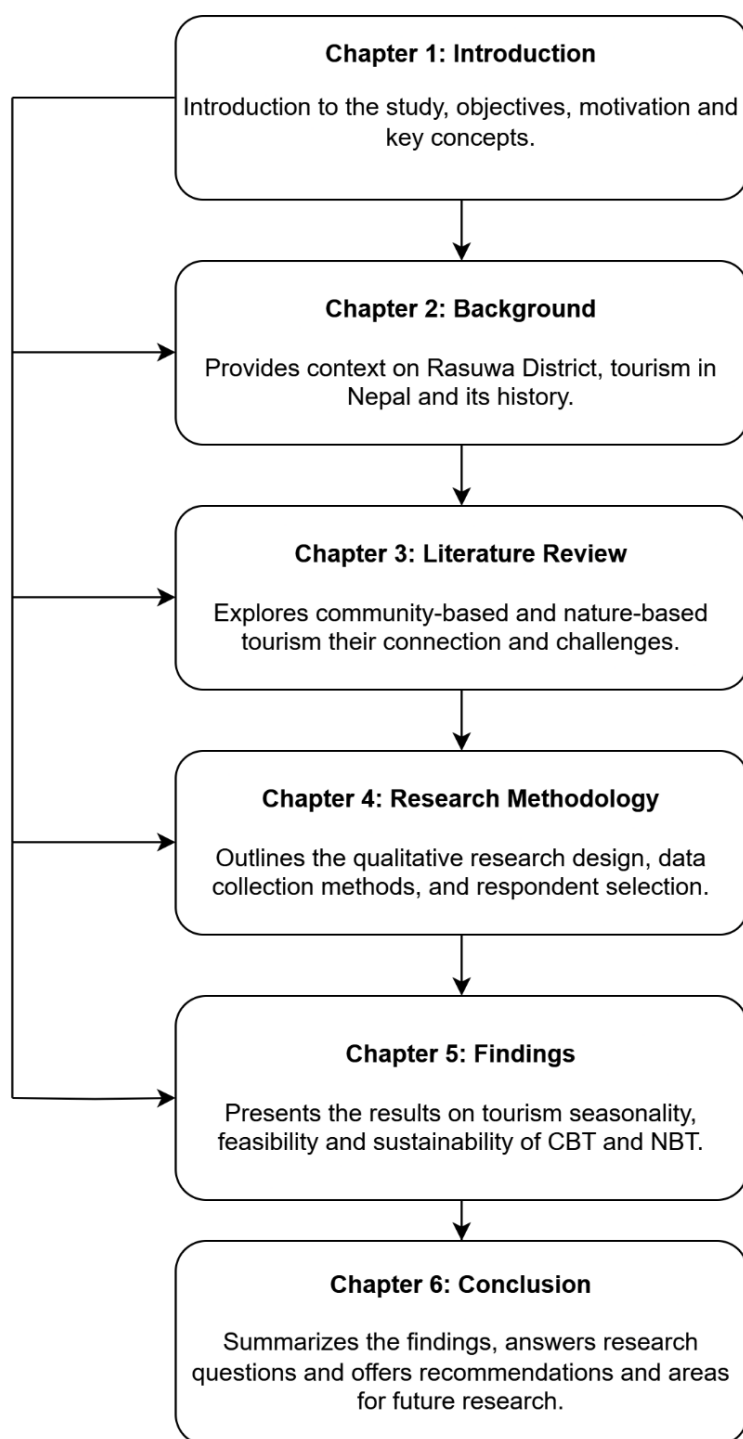 Chapter 1: Introduction
Introduction to the study, objectives, motivation and
key concepts.
Chapter 2: Background
Provides context on Rasuwa District, tourism in
Nepal and its history.
Chapter 3: Literature Review
Explores community-based and nature-based
tourism their connection and challenges.
Chapter 4: Research Methodology
Outlines the qualitative research design, data
collection methods, and respondent selection.
Chapter 5: Findings
Presents the results on tourism seasonality,
feasibility and sustainability of CBT and NBT.
Chapter 6: Conclusion
Summarizes the findings, answers research
questions and offers recommendations and areas
for future research.